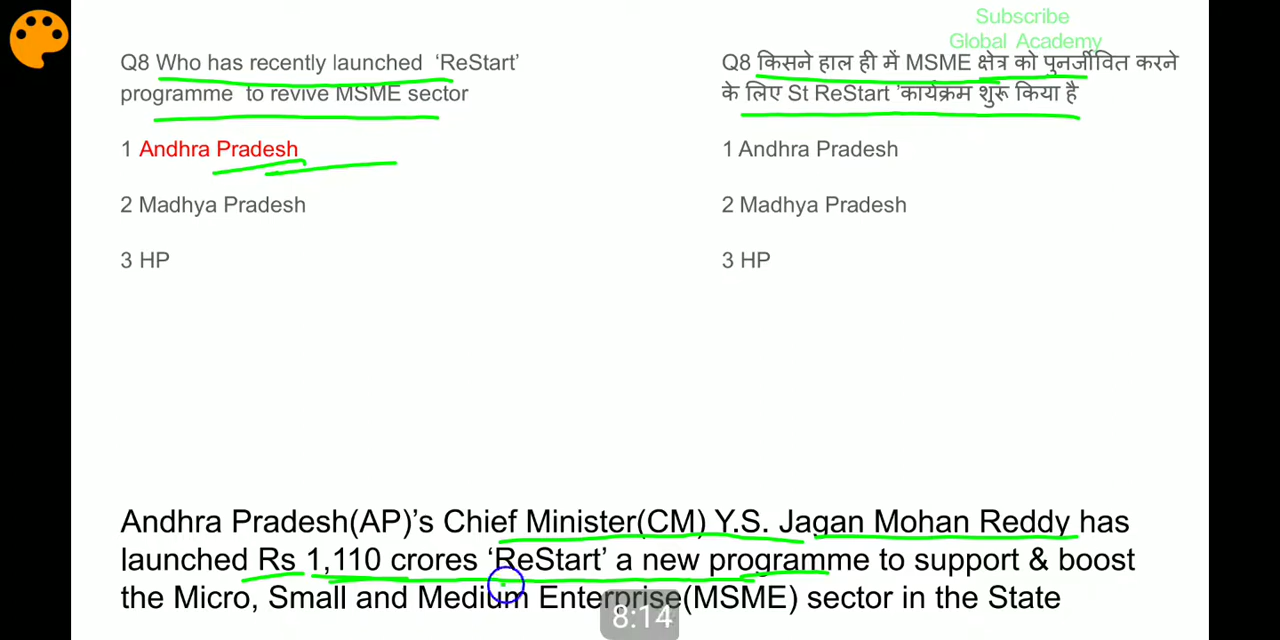 Subscribe
Global Academy
Q8 Who has recently launched ‘ReStart’
programme to revive MSME sector
1 Andhra Pradesh
2 Madhya Pradesh
3 HP
Q8 किसने हाल ही में MSME क्षेत्र को पुनर्जीवित करने
के लिए St ReStart 'कार्यक्रम शुरू किया है
1 Andhra Pradesh
2 Madhya Pradesh
3 HP
Andhra Pradesh(AP)’s Chief Minister(CM) Y.S. Jagan Mohan Reddy has
launched Rs 1,110 crores ‘ReStart’ a new programme to support & boost
the Micro, Small and Medium Enterprise(MSME) sector in the State
8:14